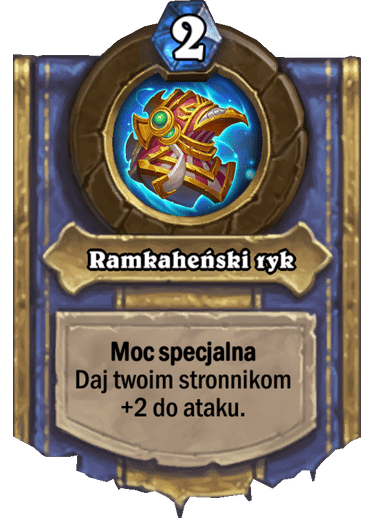 2
Ramkaheński ryk
Moc specjalna
Daj twoim stronnikom
+2 do ataku.